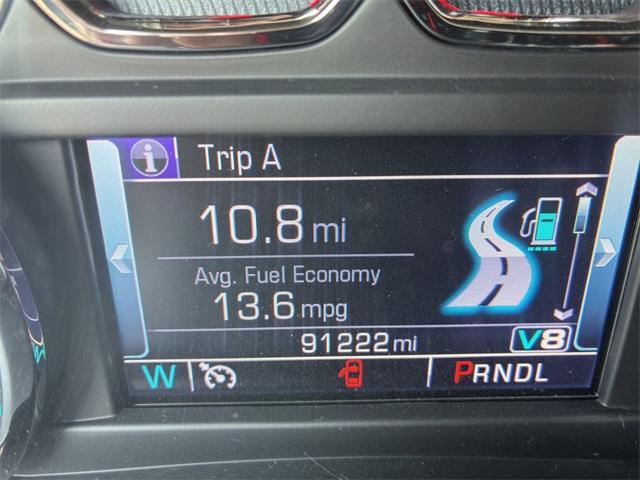 i Trip A
10.8 mi
Avg. Fuel Economy
13.6 mpg
91222 mi
V8
W PRNDL